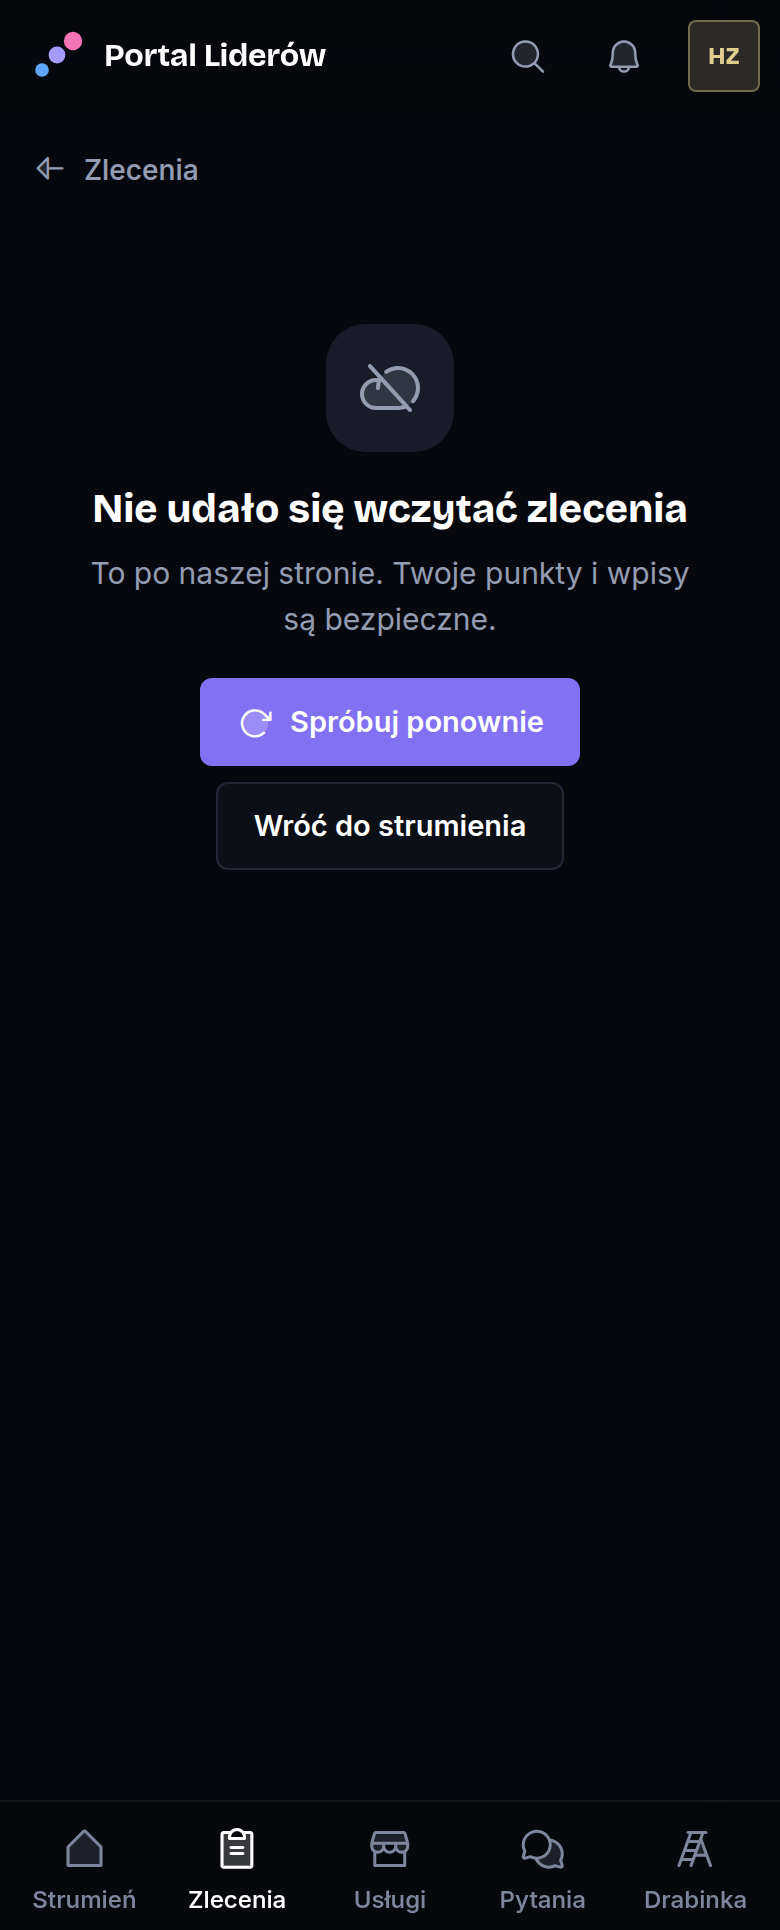 Portal Liderów
HZ
Zlecenia
Nie udało się wczytać zlecenia
To po naszej stronie. Twoje punkty i wpisy
są bezpieczne.
Spróbuj ponownie
Wróć do strumienia
Strumień
Zlecenia
Usługi
Pytania
Drabinka